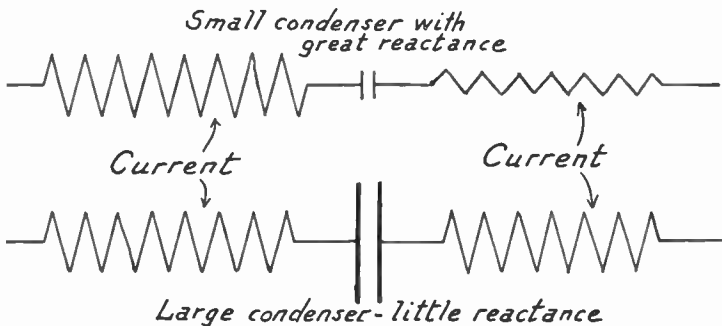 Small condenser with
great reactance
Current
Current
Large condenser - little reactance